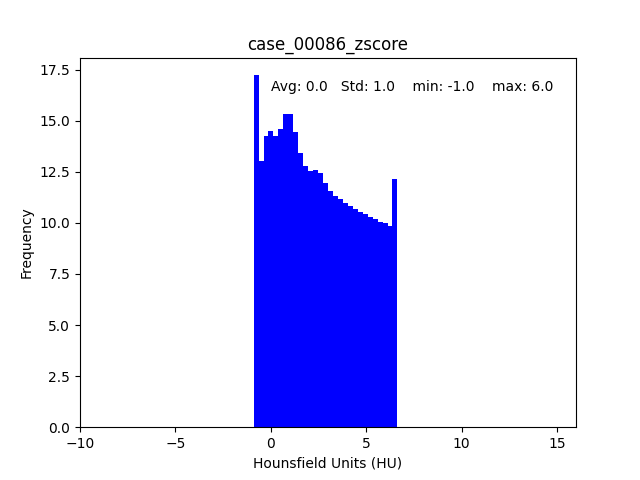 case_00086_zscore
Avg: 0.0 Std: 1.0 min: -1.0 max: 6.0
17.5
15.0
12.5
10.0
7.5
5.0
2.5
0.0
Frequency
−10 −5 0 5 10 15
Hounsfield Units (HU)